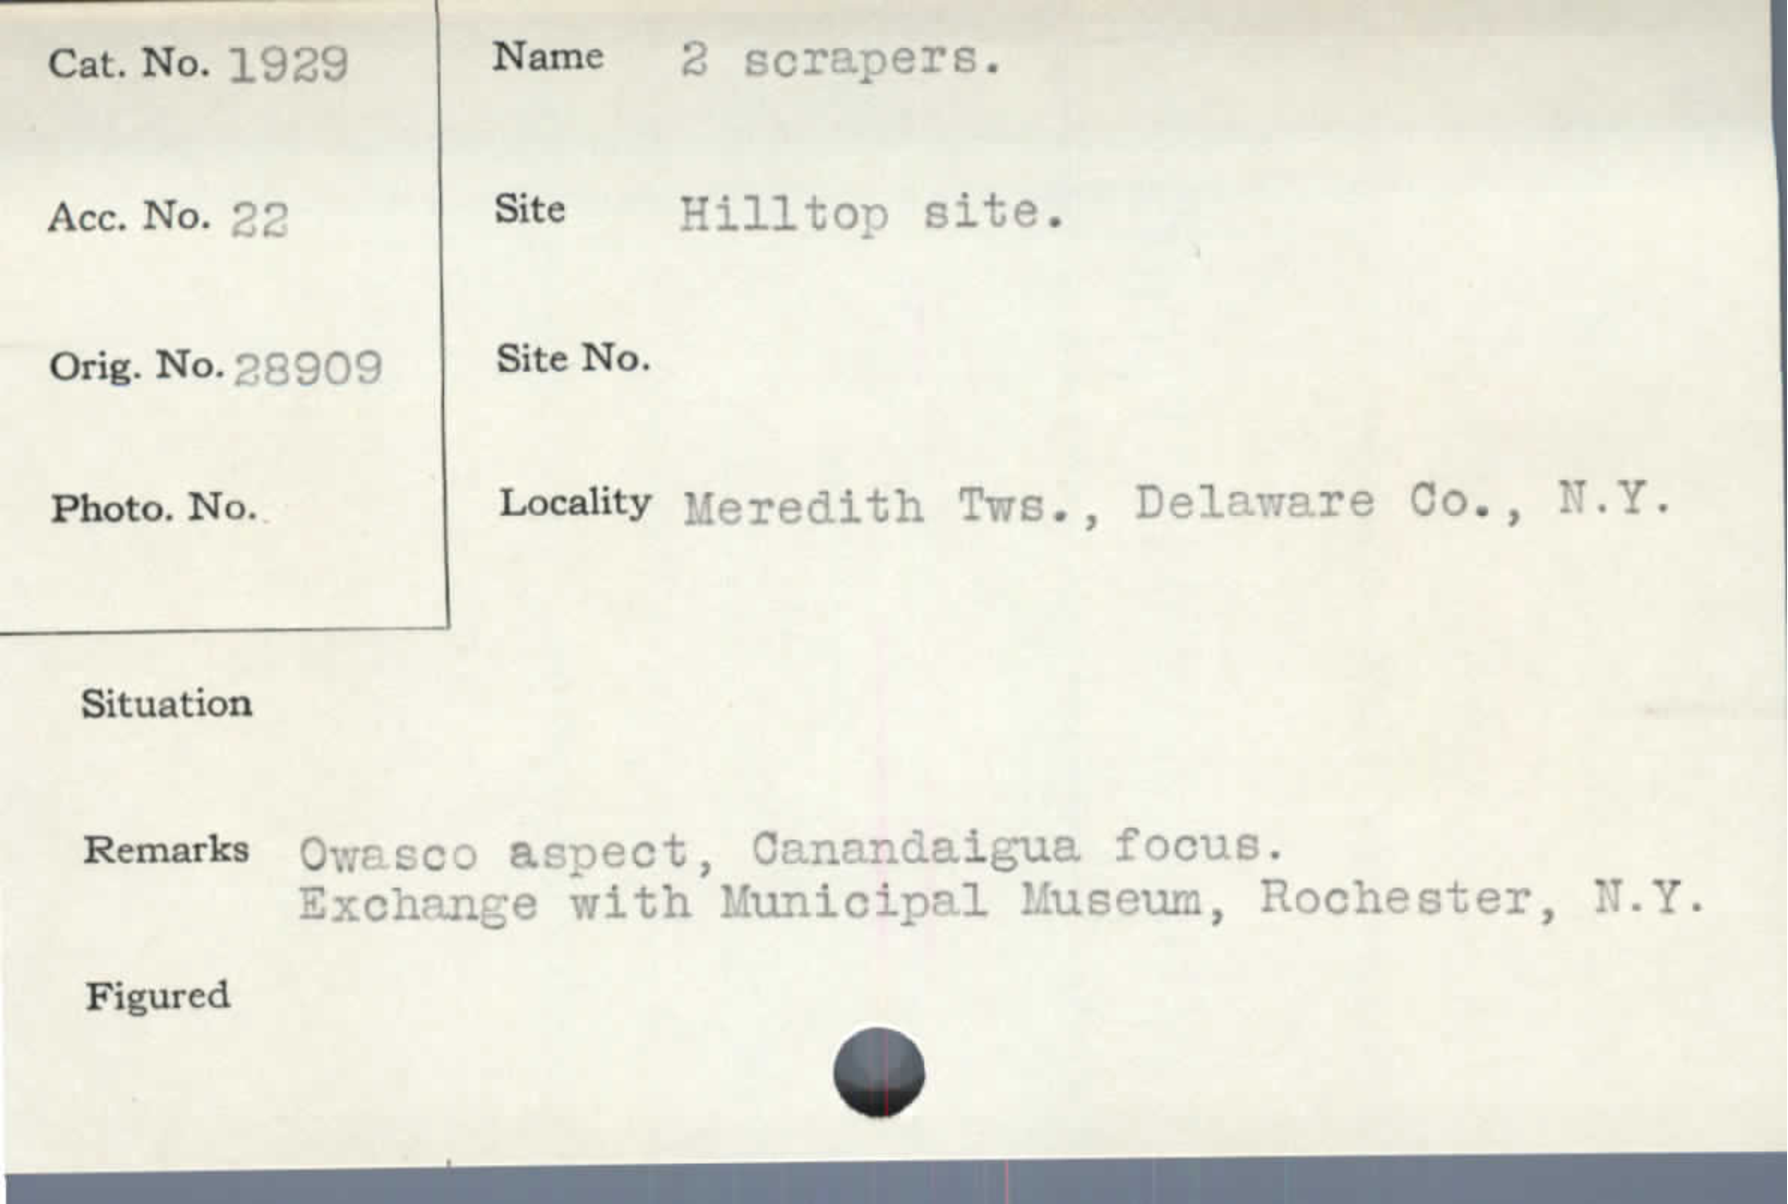 Cat. No. 1929
Name 2 scrapers.
Acc. No. 22
Site Hilltop site.
Orig. No. 28909
Site No.
Photo. No.
Locality Meredith Tws., Delaware Co., N.Y.
Situation
Remarks Owasco aspect, Canandaigua focus.
Exchange with Municipal Museum, Rochester, N.Y.
Figured